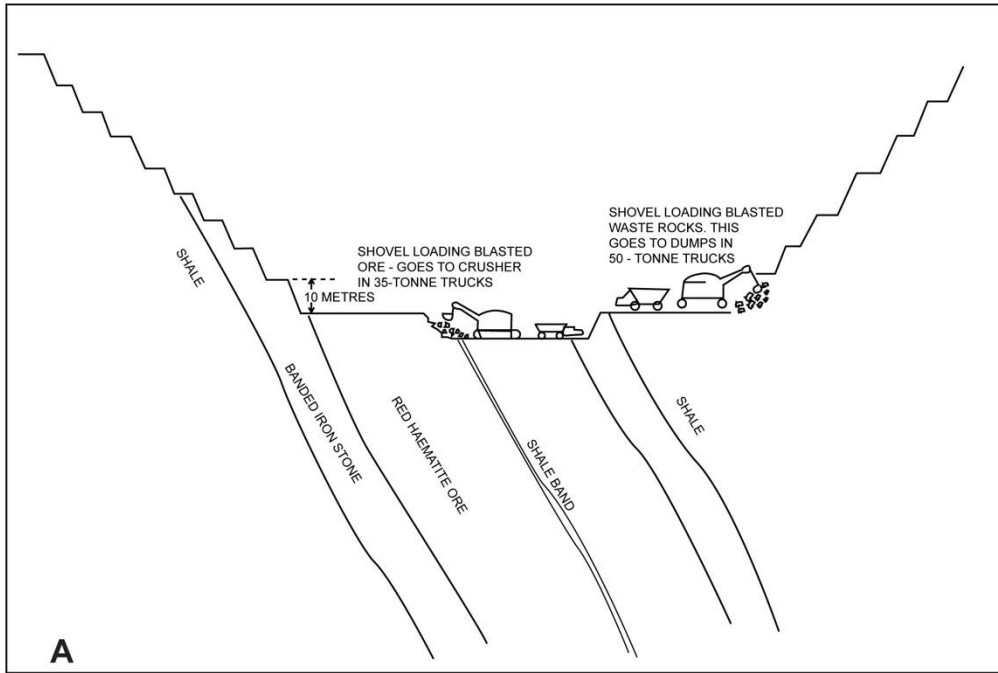 SHOVEL LOADING BLASTED
WASTE ROCKS. THIS
GOES TO DUMPS IN
50 - TONNE TRUCKS
SHOVEL LOADING BLASTED
ORE - GOES TO CRUSHER
IN 35-TONNE TRUCKS
10 METRES
SHALE
BANDED IRON STONE
RED HAEMATITE ORE
SHALE BAND
SHALE
A